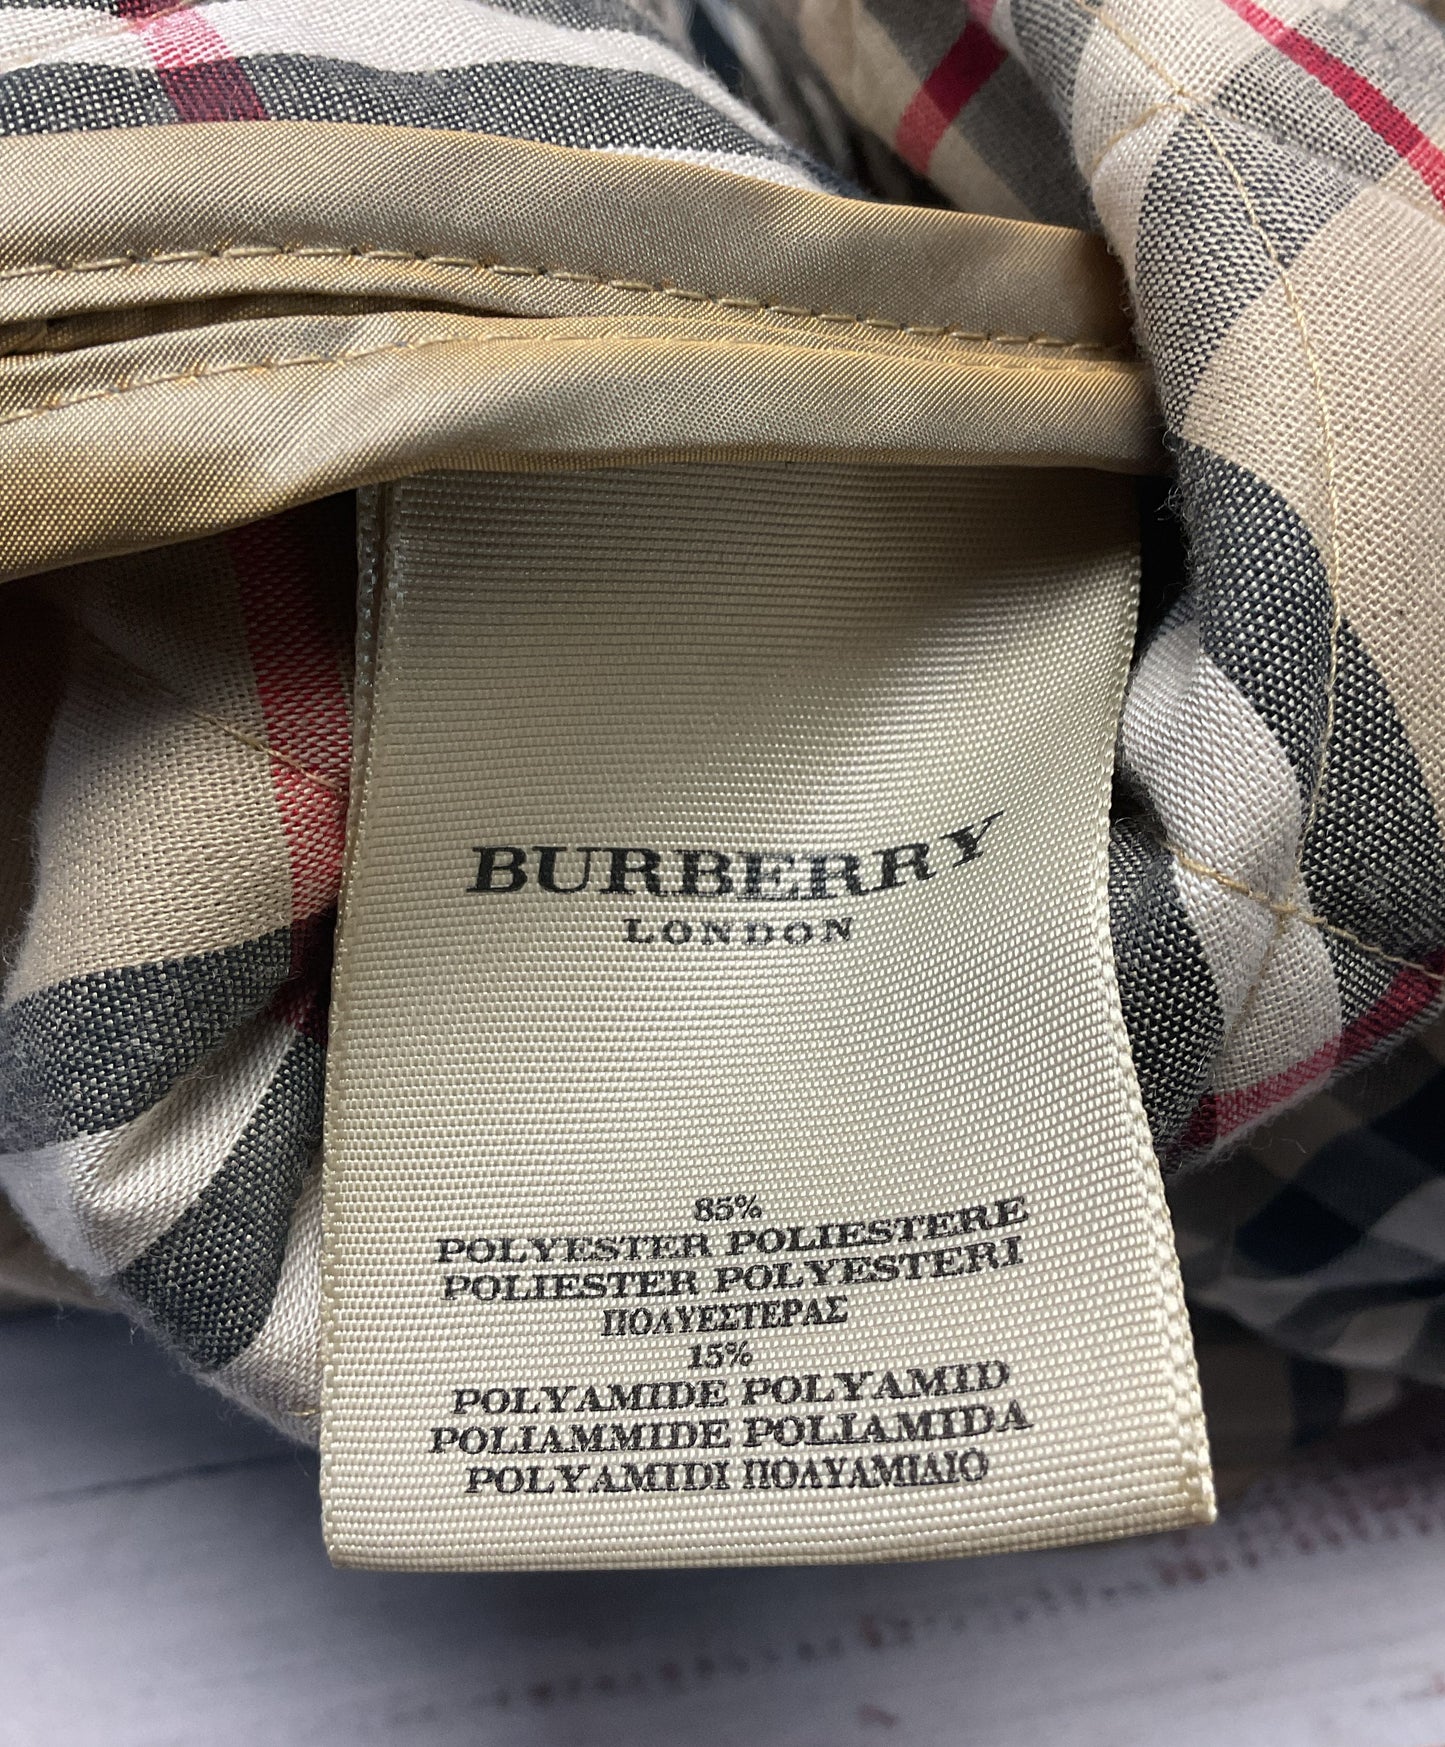 BURBERRY
LONDON
85%
POLYESTER POLIESTERE
POLIESTER POLYESTERI
ΠΟΛΥΕΣΤΕΡΑΣ
15%
POLYAMIDE POLYAMID
POLIAMMIDE POLIAMIDA
POLYAMIDI ΠΟΛΥΑΜΙΔΙΟ